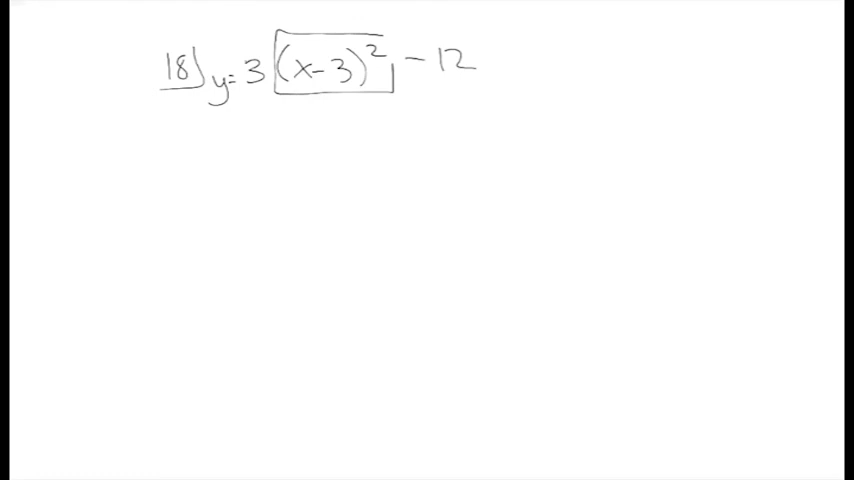 18) y= 3 (x-3)² - 12